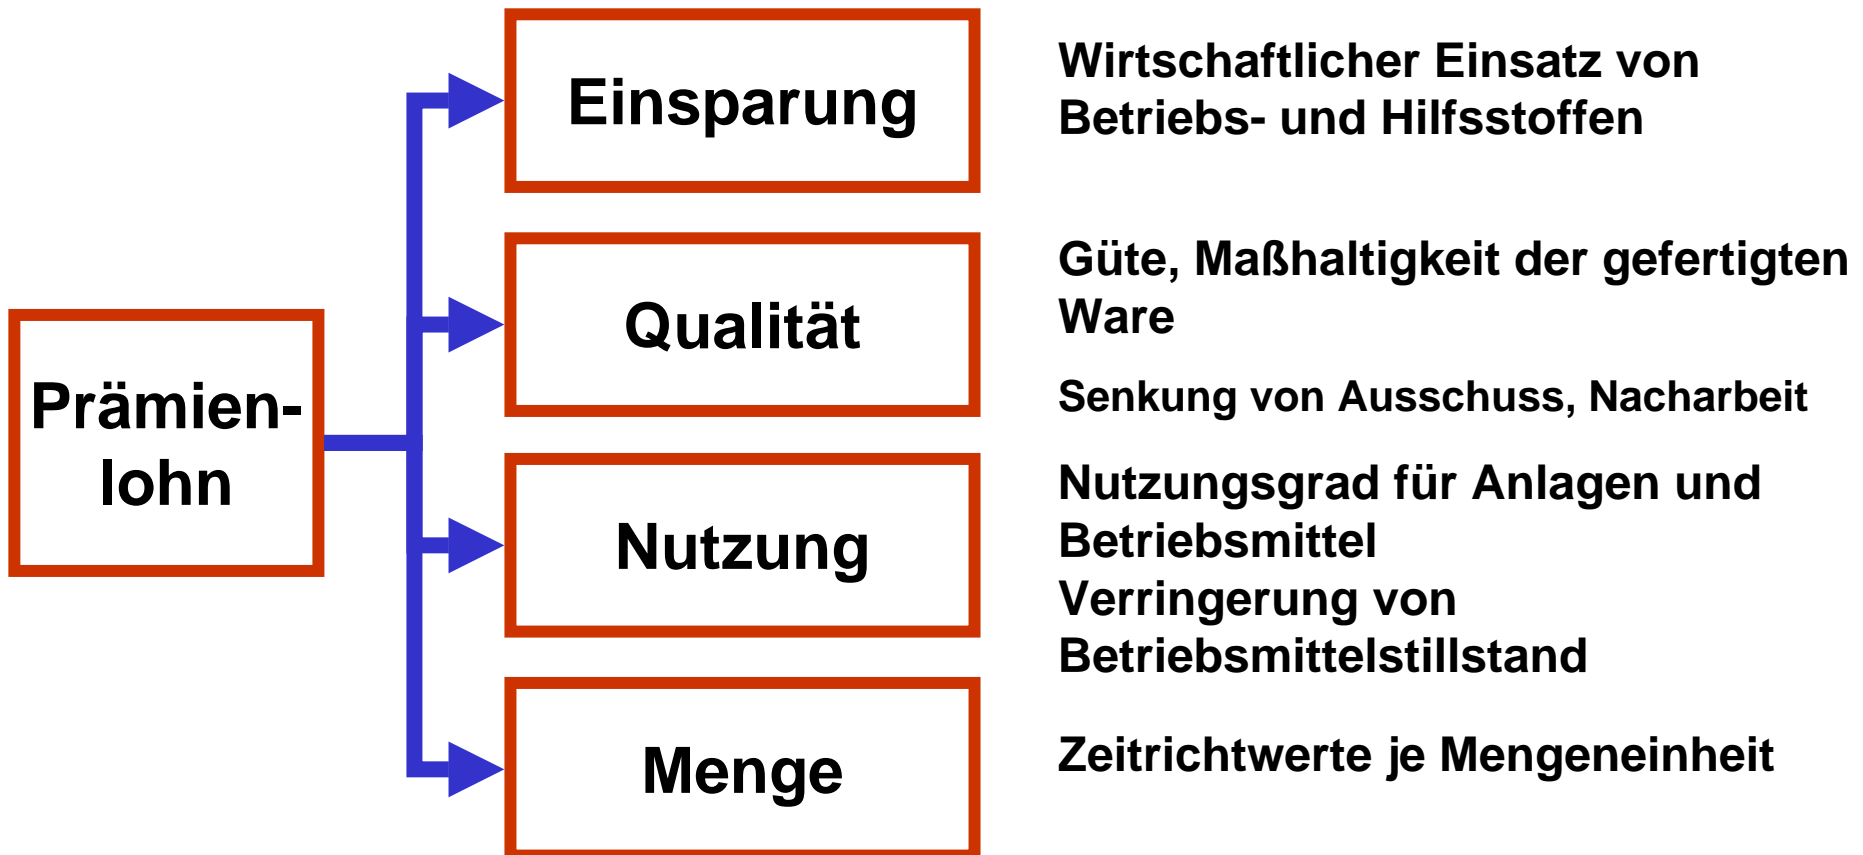 Einsparung
Wirtschaftlicher Einsatz von
Betriebs- und Hilfsstoffen
Qualität
Güte, Maßhaltigkeit der gefertigten
Ware
Senkung von Ausschuss, Nacharbeit
Prämien-
lohn
Nutzung
Nutzungsgrad für Anlagen und
Betriebsmittel
Verringerung von
Betriebsmittelstillstand
Menge
Zeitrichtwerte je Mengeneinheit